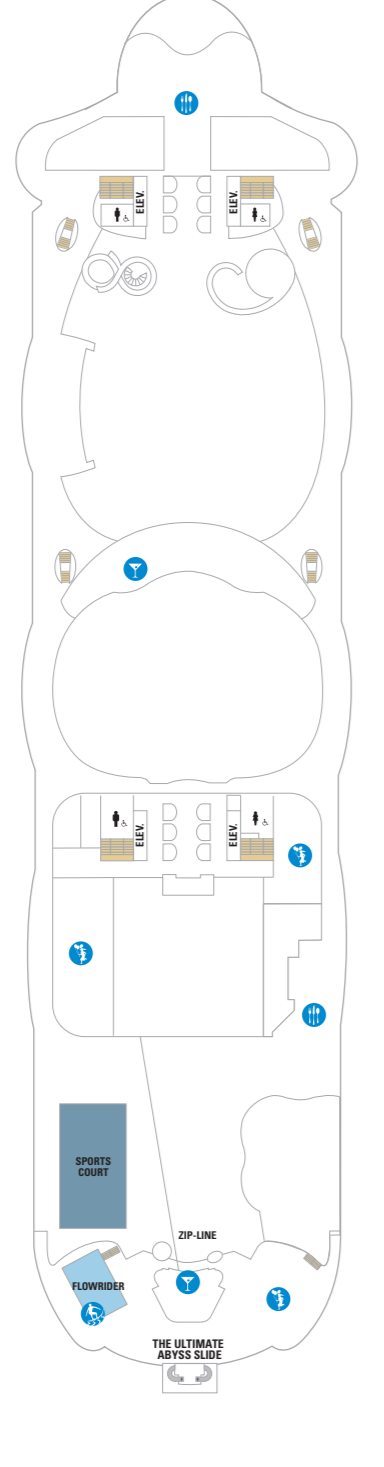 ELEV.
ELEV.
ELEV.
ELEV.
SPORTS
COURT
ZIP-LINE
FLOWRIDER
THE ULTIMATE
ABYSS SLIDE